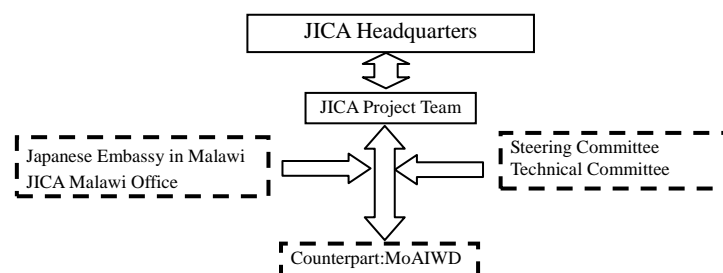 JICA Headquarters
JICA Project Team
Japanese Embassy in Malawi
JICA Malawi Office
Steering Committee
Technical Committee
Counterpart:MoAIWD